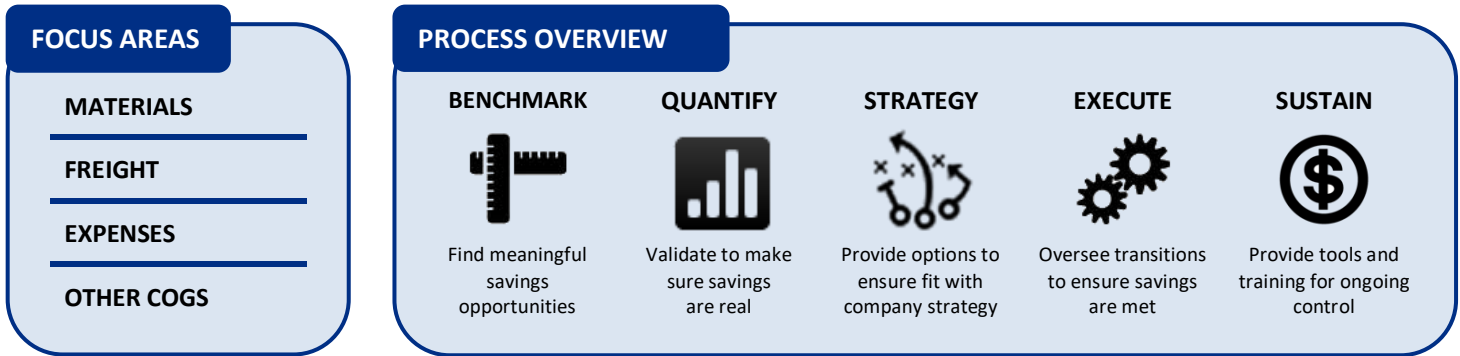 FOCUS AREAS
MATERIALS
FREIGHT
EXPENSES
OTHER COGS
PROCESS OVERVIEW
BENCHMARK
Find meaningful
savings
opportunities
QUANTIFY
Validate to make
sure savings
are real
STRATEGY
Provide options to
ensure fit with
company strategy
EXECUTE
Oversee transitions
to ensure savings
are met
SUSTAIN
Provide tools and
training for ongoing
control